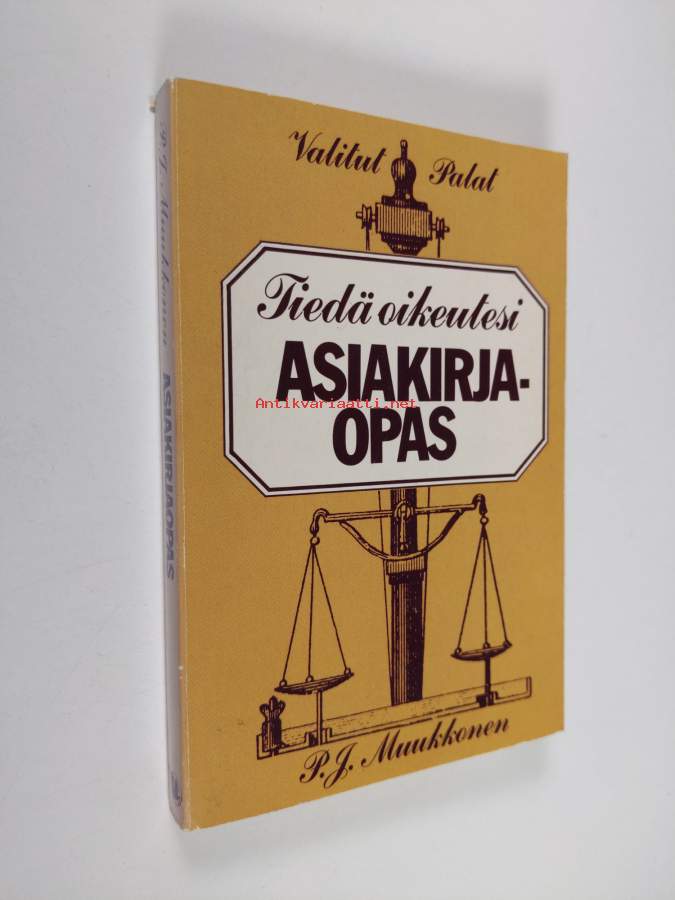 Valitut Palat
Tiedä oikeutesi
ASIAKIRJA-
OPAS
Antikvariaatti.net
P.J. Muukkonen
P.J. Muukkonen ASIAKIRJAOPAS